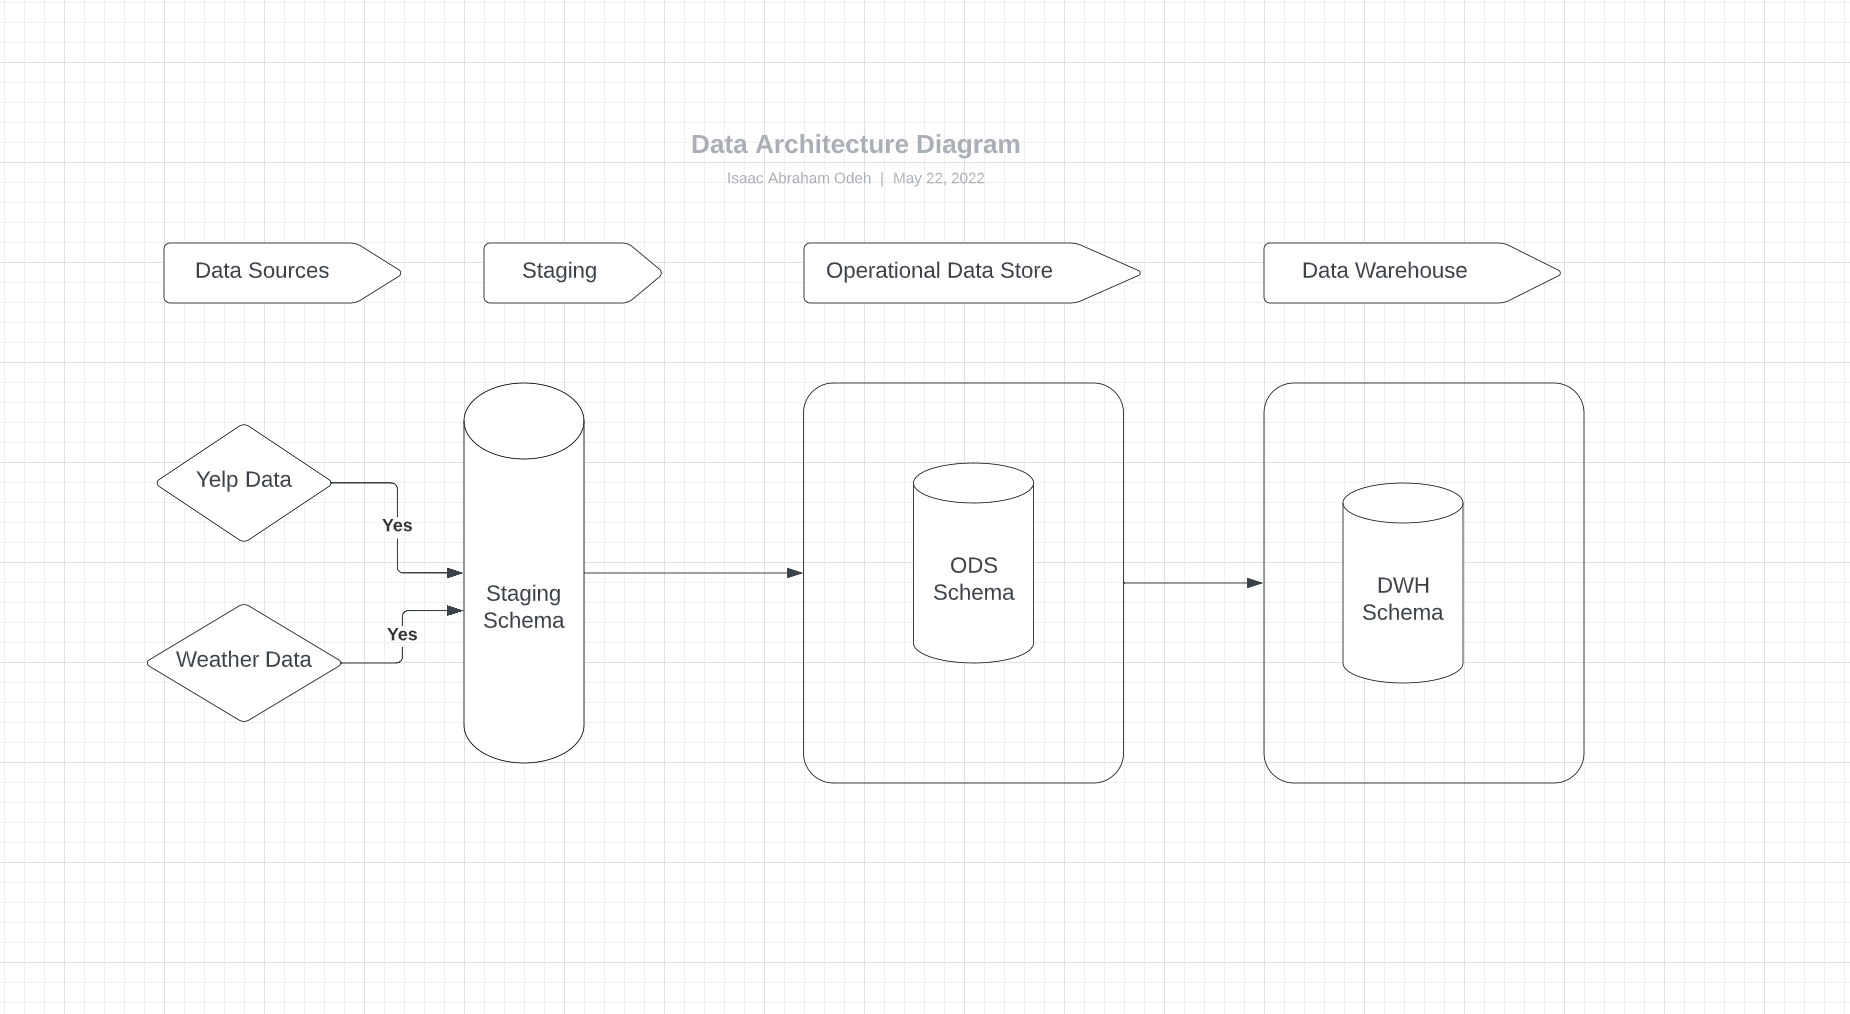 Data Architecture Diagram
Isaac Abraham Odeh | May 22, 2022
Data Sources
Staging
Operational Data Store
Data Warehouse
Yelp Data
Yes
Weather Data
Yes
Staging
Schema
ODS
Schema
DWH
Schema